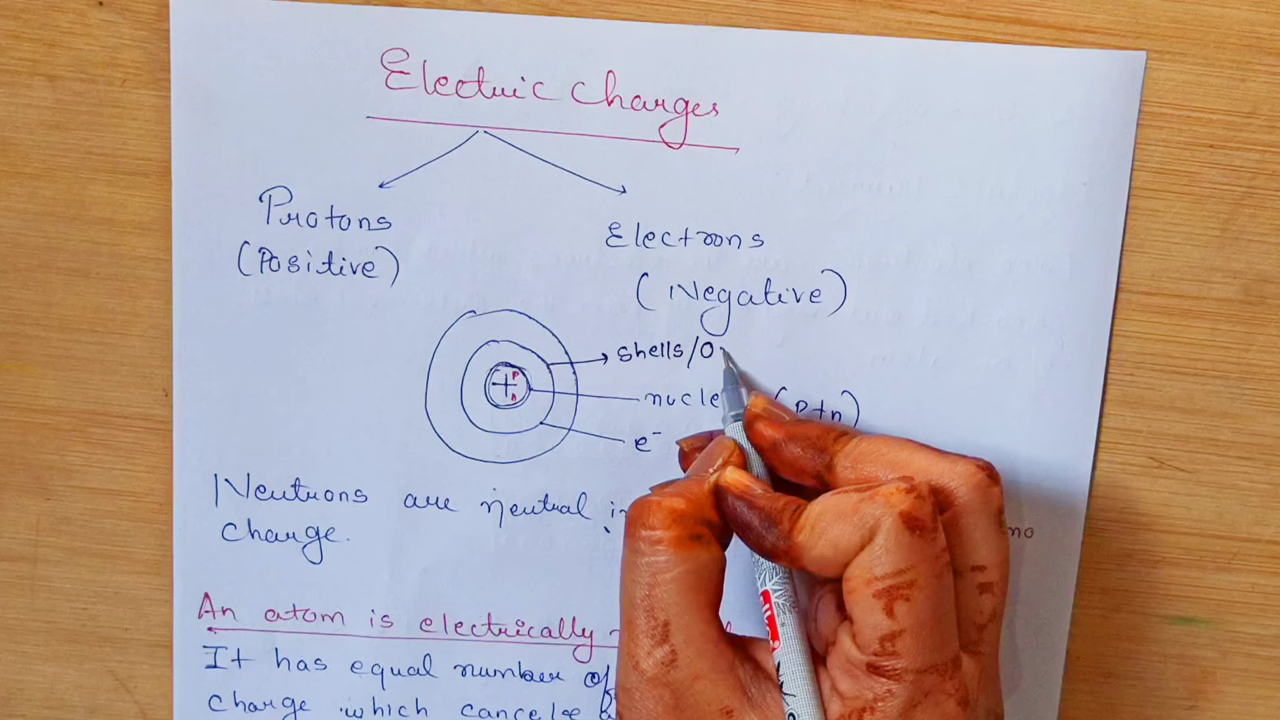 Electric Charges
Protons
(Positive)
Electrons
(Negative)
shells/O
+ P
n
nucle (P+n)
e⁻
Neutrons are neutral
charge. no
An atom is electrically
It has equal number of
charge which cancels